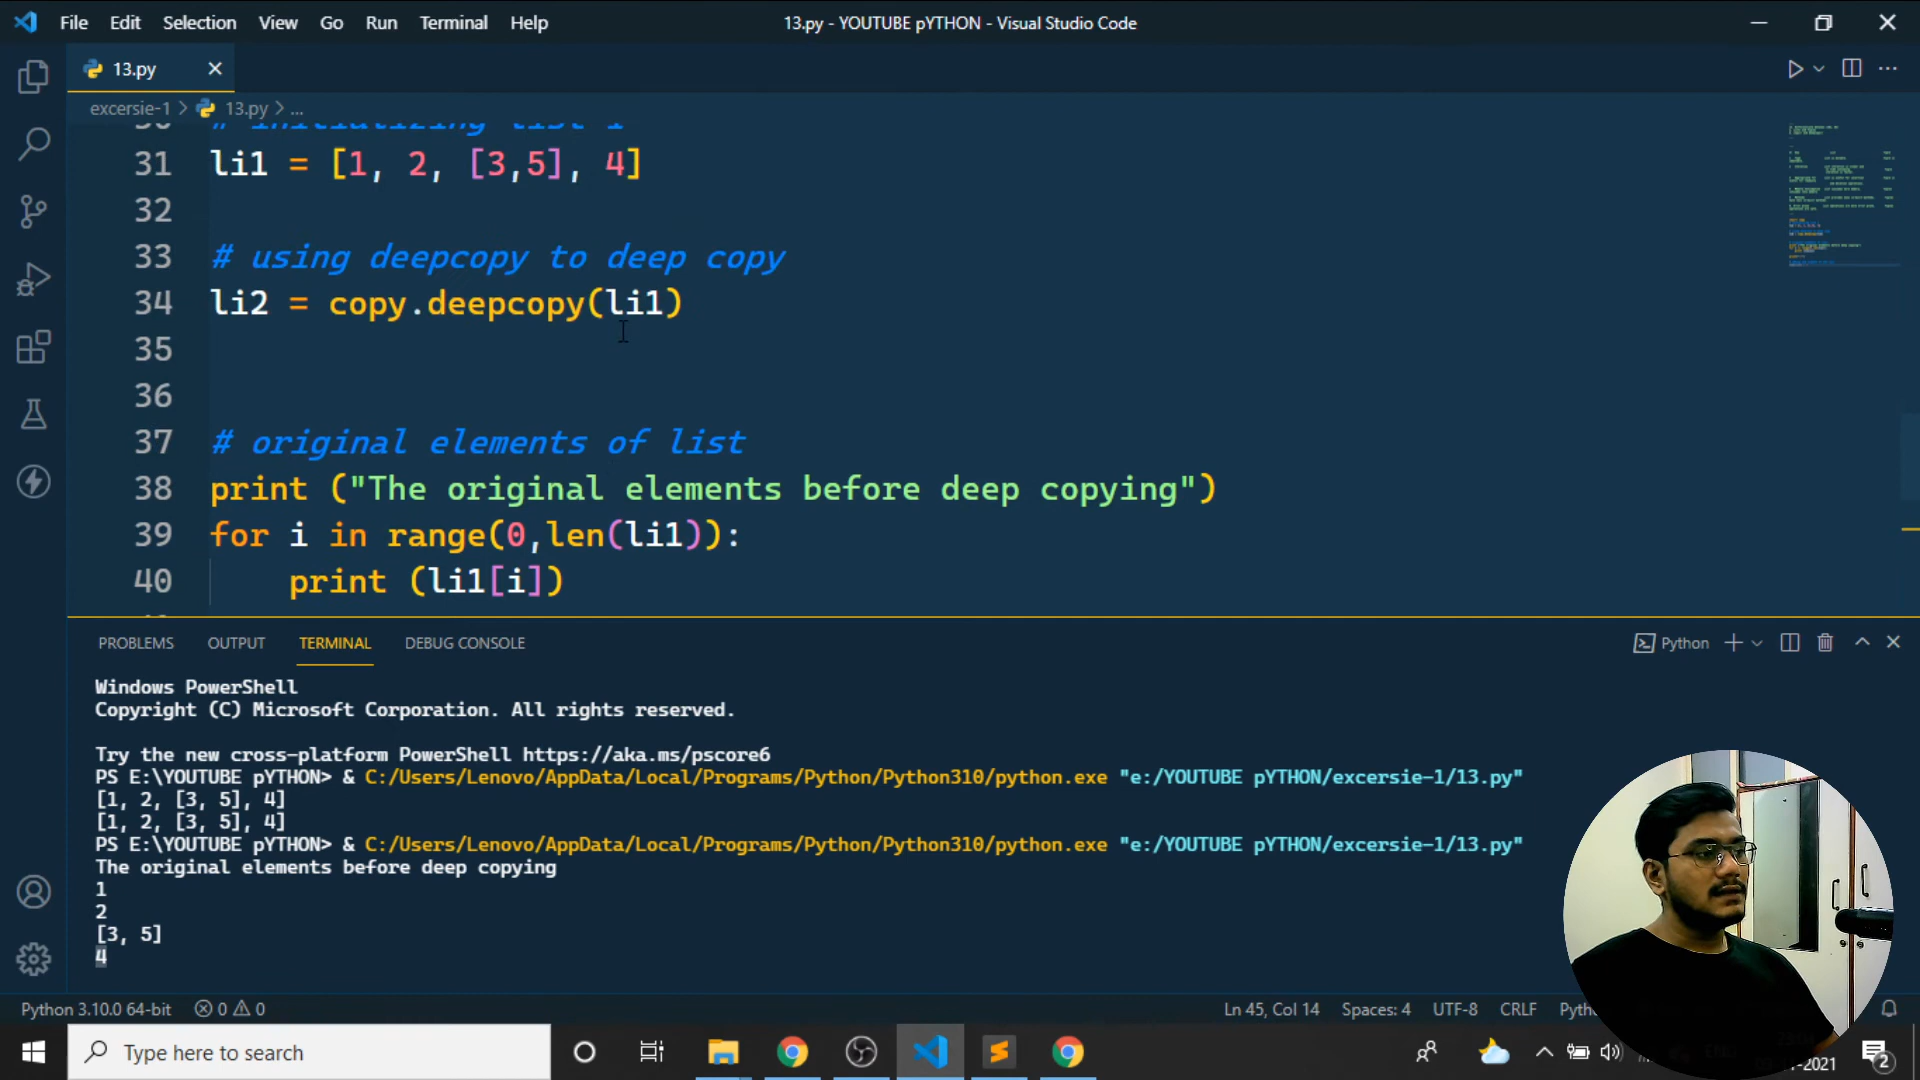 File Edit Selection View Go Run Terminal Help
13.py - YOUTUBE pYTHON - Visual Studio Code
13.py
excersie-1 > 13.py > ...
30 # initializing list 1
31 li1 = [1, 2, [3,5], 4]
32
33 # using deepcopy to deep copy
34 li2 = copy.deepcopy(li1)
35
36
37 # original elements of list
38 print ("The original elements before deep copying")
39 for i in range(0,len(li1)):
40 print (li1[i])
PROBLEMS OUTPUT TERMINAL DEBUG CONSOLE
Python
Windows PowerShell
Copyright (C) Microsoft Corporation. All rights reserved.
Try the new cross-platform PowerShell https://aka.ms/pscore6
PS E:\YOUTUBE pYTHON> & C:/Users/Lenovo/AppData/Local/Programs/Python/Python310/python.exe "e:/YOUTUBE pYTHON/excersie-1/13.py"
[1, 2, [3, 5], 4]
[1, 2, [3, 5], 4]
PS E:\YOUTUBE pYTHON> & C:/Users/Lenovo/AppData/Local/Programs/Python/Python310/python.exe "e:/YOUTUBE pYTHON/excersie-1/13.py"
The original elements before deep copying
1
2
[3, 5]
4
Python 3.10.0 64-bit 0 0
Ln 45, Col 14 Spaces: 4 UTF-8 CRLF
Type here to search
2